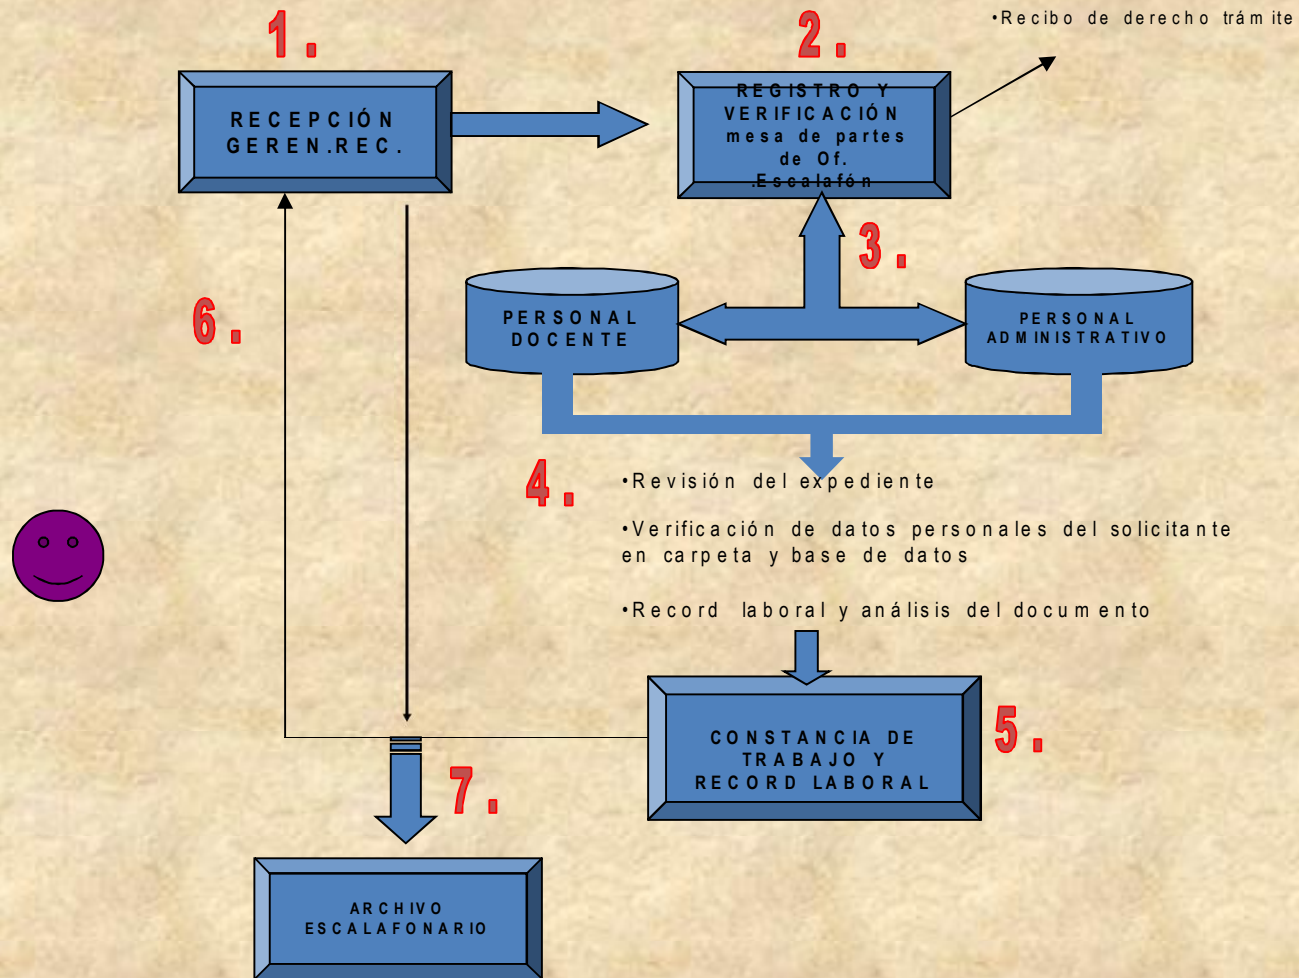 1.
2.
•Recibo de derecho trámite
RECEPCIÓN
GEREN.REC.
REGISTRO Y
VERIFICACIÓN
mesa de partes
de Of.
.Escalafón
3.
PERSONAL
DOCENTE
PERSONAL
ADMINISTRATIVO
6.
4.
•Revisión del expediente
•Verificación de datos personales del solicitante
en carpeta y base de datos
•Record laboral y análisis del documento
5.
CONSTANCIA DE
TRABAJO Y
RECORD LABORAL
7.
ARCHIVO
ESCALAFONARIO